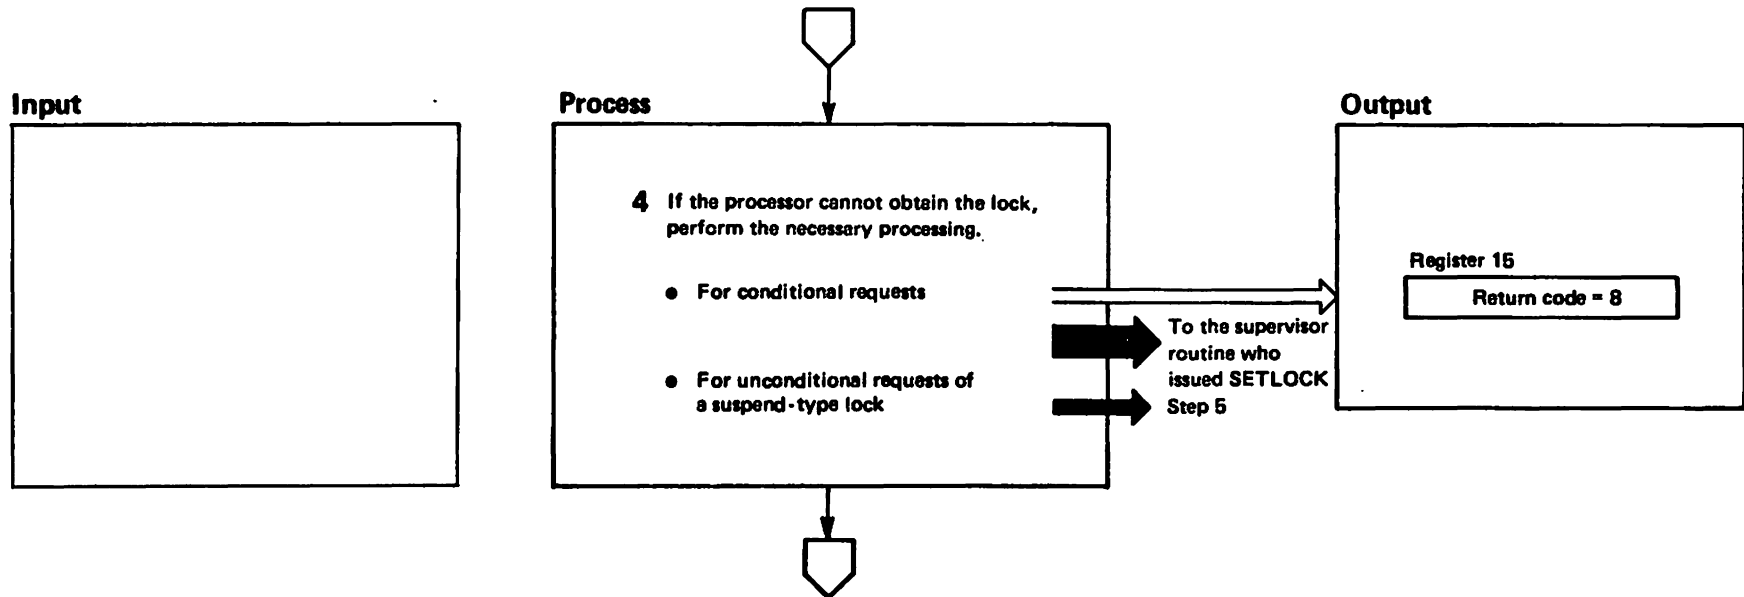 Input
Process
Output
4 If the processor cannot obtain the lock,
perform the necessary processing.
● For conditional requests
● For unconditional requests of
a suspend-type lock
To the supervisor
routine who
issued SETLOCK
Step 5
Register 15
Return code = 8